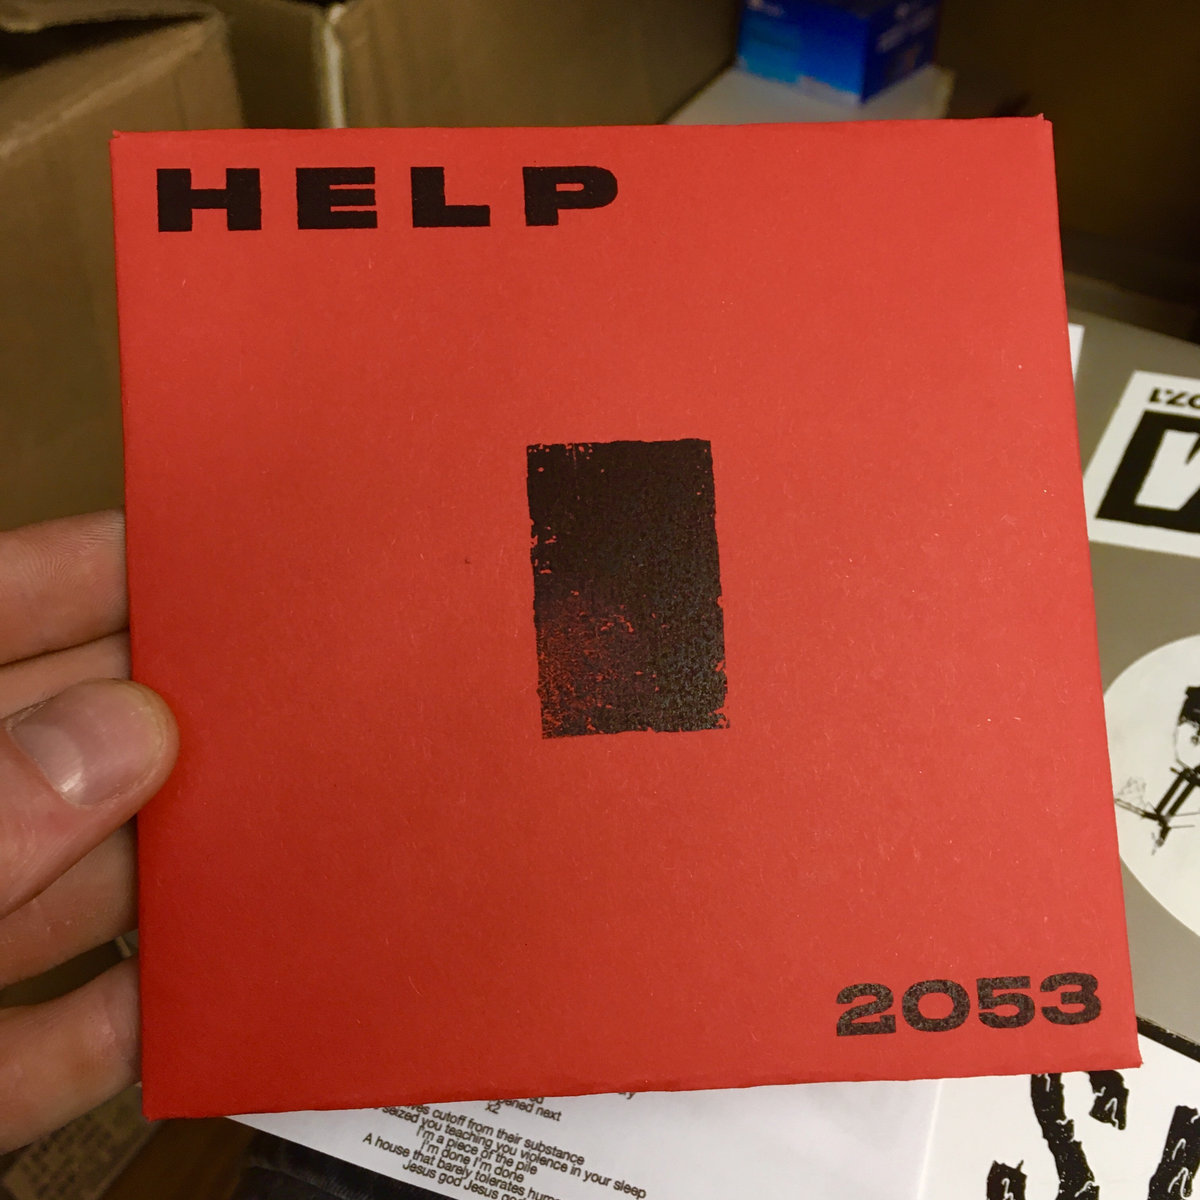 HELP
2053
x2
cutoff from their substance
seized you teaching you violence in your sleep
I'm a piece of the pile
I'm done I'm done
A house that barely tolerates
Jesus god Jesus